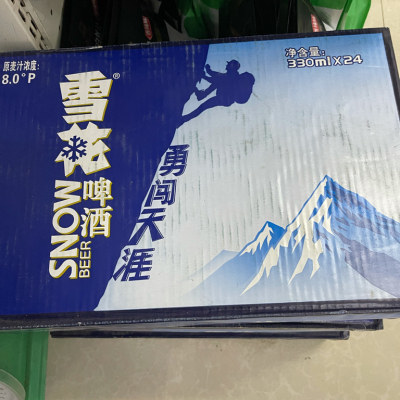 原麦汁浓度:
8.0°P
净含量:
330ml×24
雪花®
啤酒
SNOW
BEER
勇闯天涯